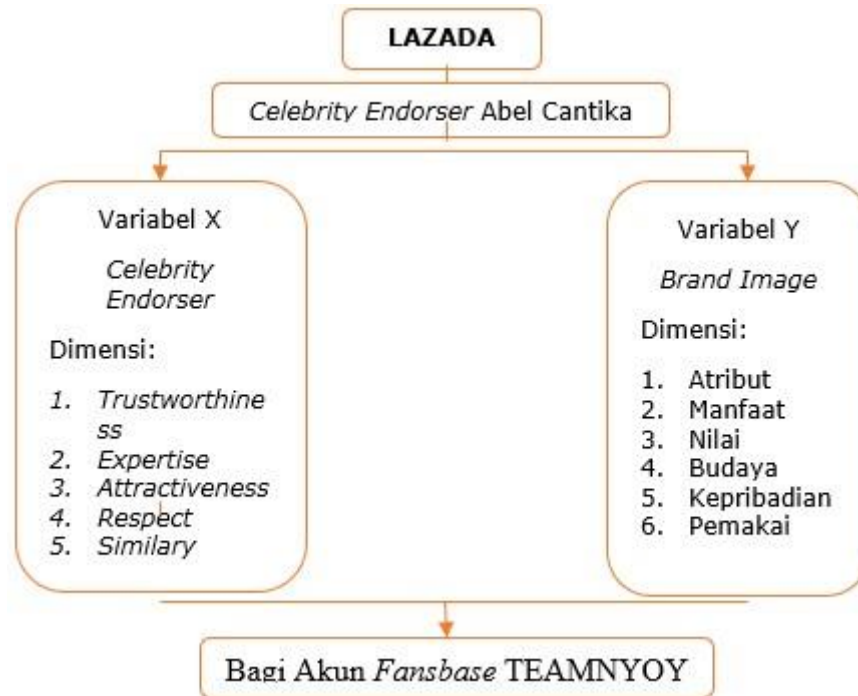 LAZADA
Celebrity Endorser Abel Cantika
Variabel X
Celebrity
Endorser
Dimensi:
1. Trustworthine
ss
2. Expertise
3. Attractiveness
4. Respect
5. Similary
Variabel Y
Brand Image
Dimensi:
1. Atribut
2. Manfaat
3. Nilai
4. Budaya
5. Kepribadian
6. Pemakai
Bagi Akun Fansbase TEAMNYOY